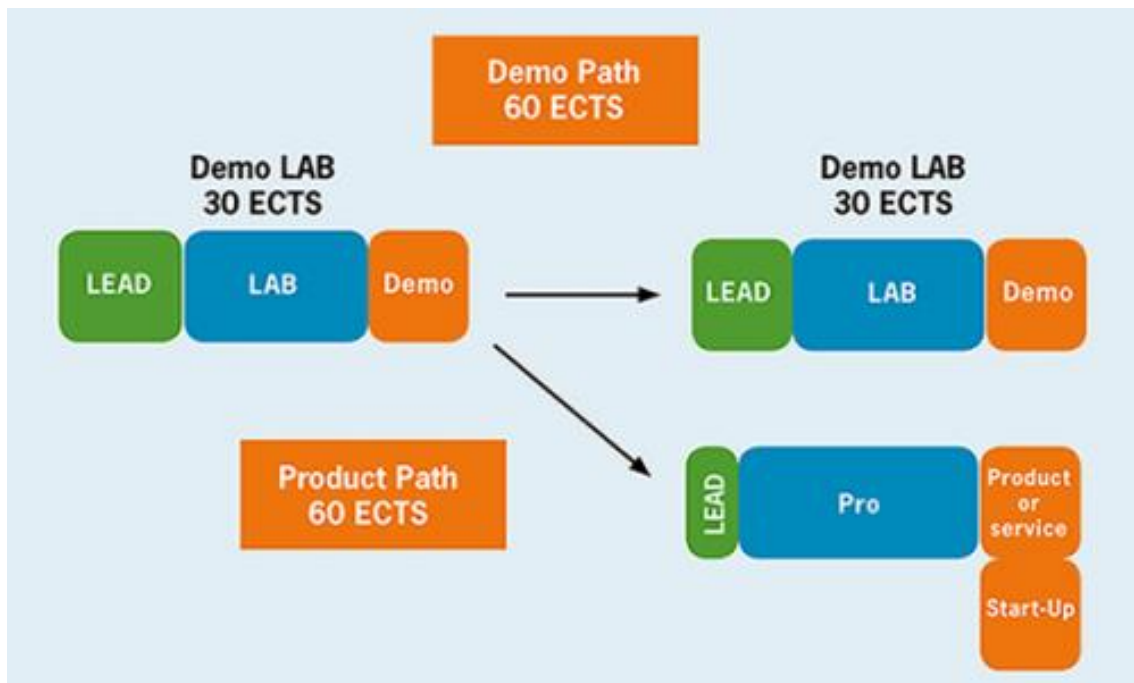 Demo Path
60 ECTS
Demo LAB
30 ECTS
LEAD
LAB
Demo
Demo LAB
30 ECTS
LEAD
LAB
Demo
Product Path
60 ECTS
LEAD
Pro
Product
or
service
Start-Up